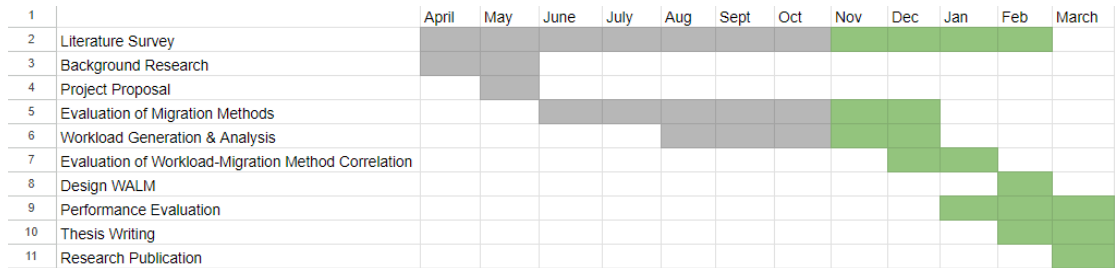 1 April May June July Aug Sept Oct Nov Dec Jan Feb March
2 Literature Survey
3 Background Research
4 Project Proposal
5 Evaluation of Migration Methods
6 Workload Generation & Analysis
7 Evaluation of Workload-Migration Method Correlation
8 Design WALM
9 Performance Evaluation
10 Thesis Writing
11 Research Publication